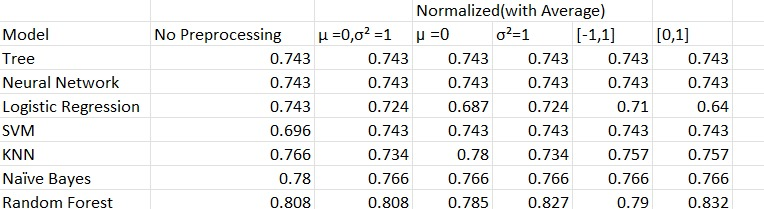 Normalized(with Average)
Model No Preprocessing μ =0,σ² =1 μ =0 σ²=1 [-1,1] [0,1]
Tree 0.743 0.743 0.743 0.743 0.743 0.743
Neural Network 0.743 0.743 0.743 0.743 0.743 0.743
Logistic Regression 0.743 0.724 0.687 0.724 0.71 0.64
SVM 0.696 0.743 0.743 0.743 0.743 0.743
KNN 0.766 0.734 0.78 0.734 0.757 0.757
Naïve Bayes 0.78 0.766 0.766 0.766 0.766 0.766
Random Forest 0.808 0.808 0.785 0.827 0.79 0.832